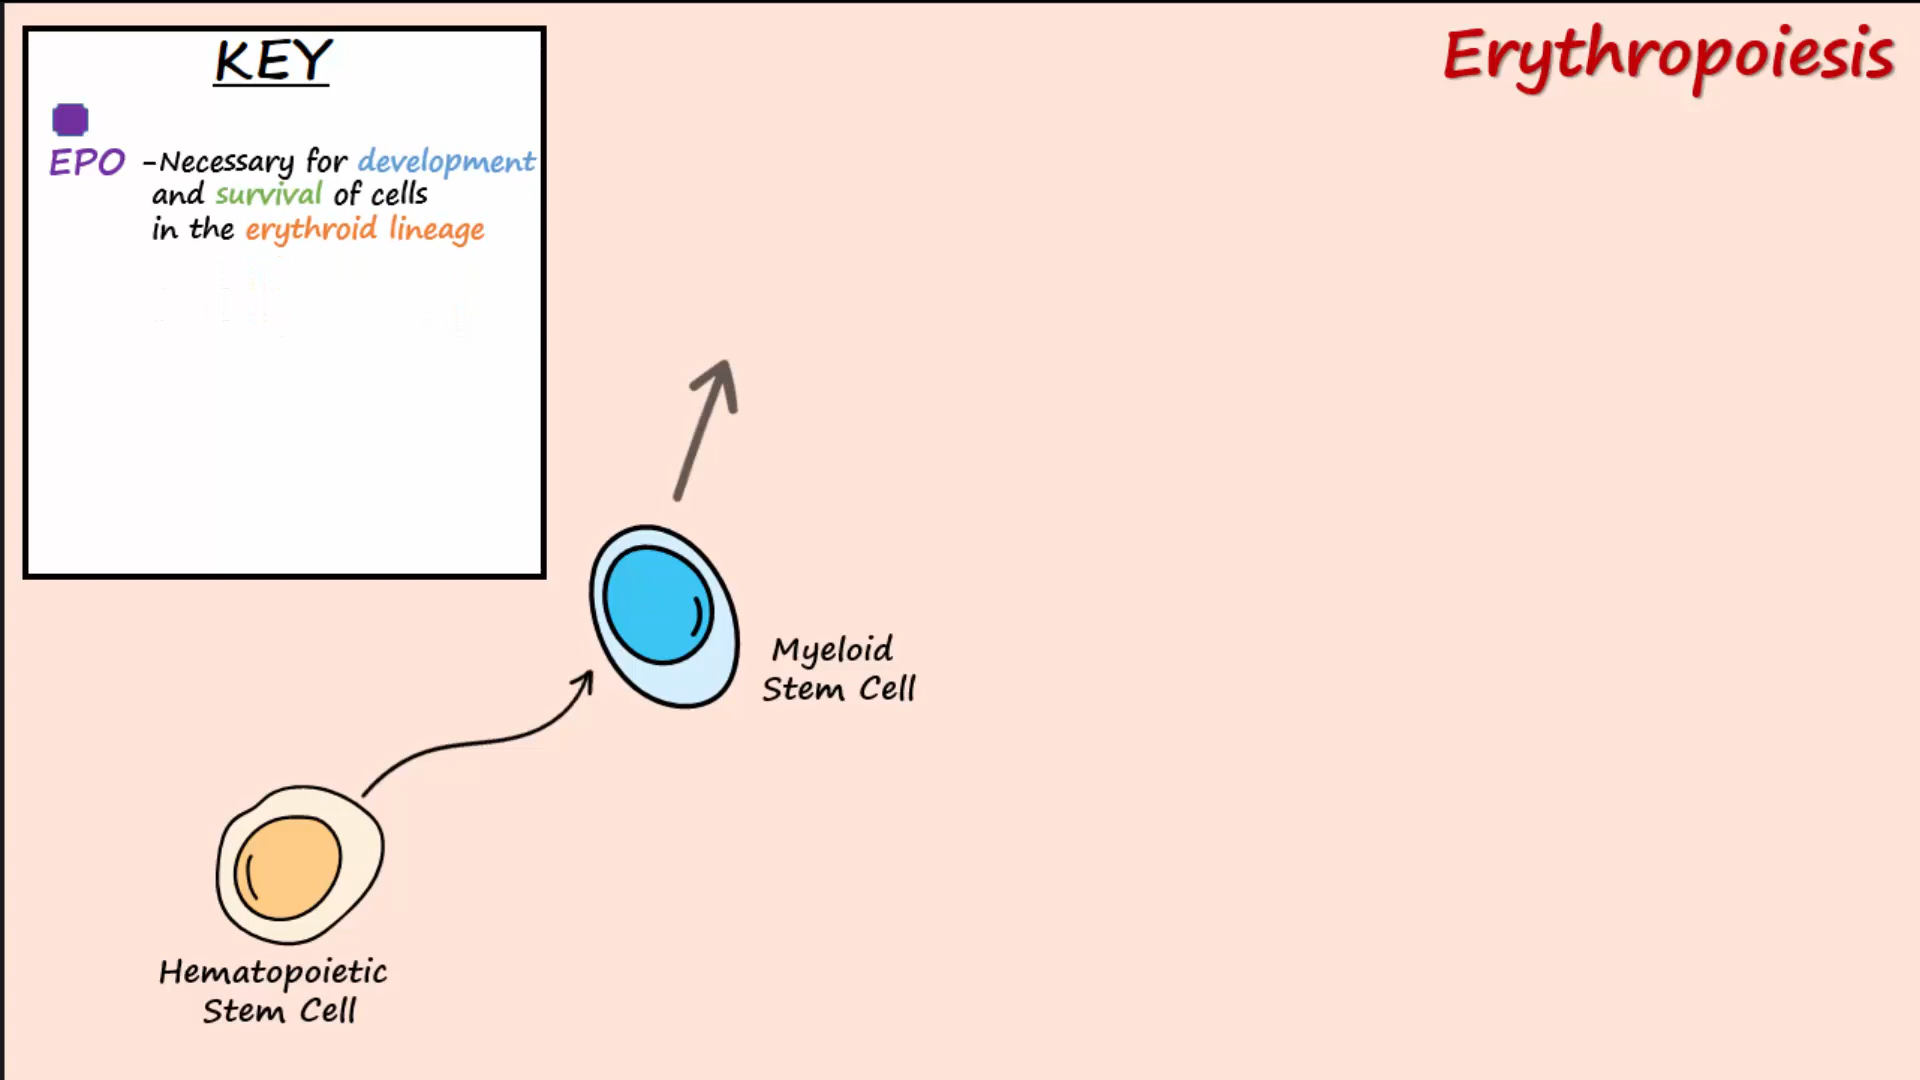 KEY
Erythropoiesis
EPO -Necessary for development
and survival of cells
in the erythroid lineage
Myeloid
Stem Cell
Hematopoietic
Stem Cell